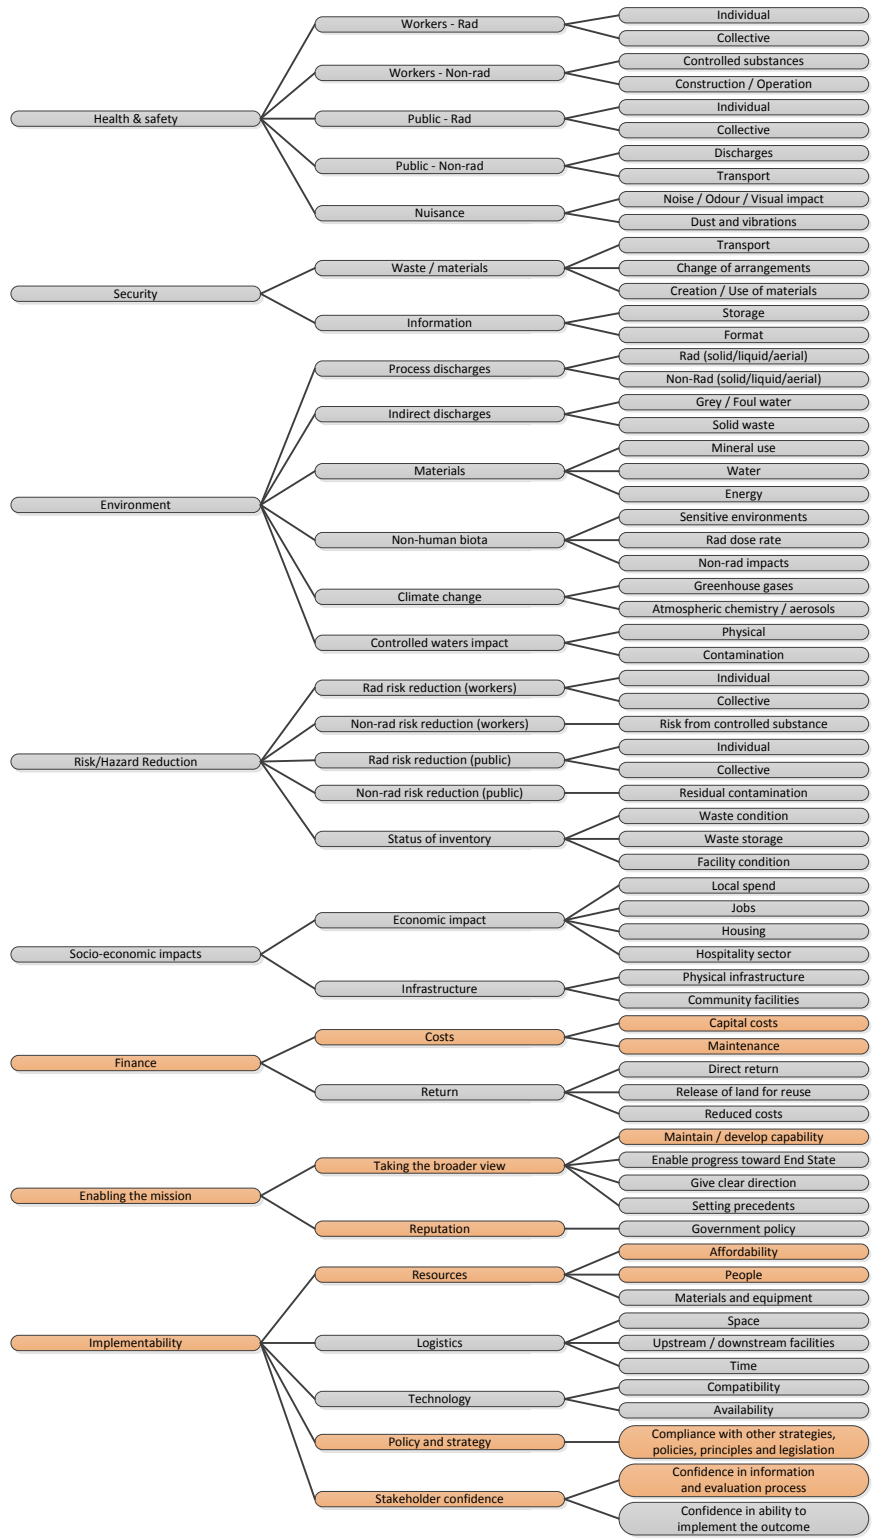 Health & safety
Workers - Rad
Individual
Collective
Workers - Non-rad
Controlled substances
Construction / Operation
Public - Rad
Individual
Collective
Public - Non-rad
Discharges
Transport
Nuisance
Noise / Odour / Visual impact
Dust and vibrations
Security
Waste / materials
Transport
Change of arrangements
Creation / Use of materials
Information
Storage
Format
Environment
Process discharges
Rad (solid/liquid/aerial)
Non-Rad (solid/liquid/aerial)
Indirect discharges
Grey / Foul water
Solid waste
Materials
Mineral use
Water
Energy
Non-human biota
Sensitive environments
Rad dose rate
Non-rad impacts
Climate change
Greenhouse gases
Atmospheric chemistry / aerosols
Controlled waters impact
Physical
Contamination
Risk/Hazard Reduction
Rad risk reduction (workers)
Individual
Collective
Non-rad risk reduction (workers)
Risk from controlled substance
Rad risk reduction (public)
Individual
Collective
Non-rad risk reduction (public)
Residual contamination
Status of inventory
Waste condition
Waste storage
Facility condition
Socio-economic impacts
Economic impact
Local spend
Jobs
Housing
Hospitality sector
Infrastructure
Physical infrastructure
Community facilities
Finance
Costs
Capital costs
Maintenance
Return
Direct return
Release of land for reuse
Reduced costs
Enabling the mission
Taking the broader view
Maintain / develop capability
Enable progress toward End State
Give clear direction
Setting precedents
Reputation
Government policy
Implementability
Resources
Affordability
People
Materials and equipment
Logistics
Space
Upstream / downstream facilities
Time
Technology
Compatibility
Availability
Policy and strategy
Compliance with other strategies,
policies, principles and legislation
Stakeholder confidence
Confidence in information
and evaluation process
Confidence in ability to
implement the outcome